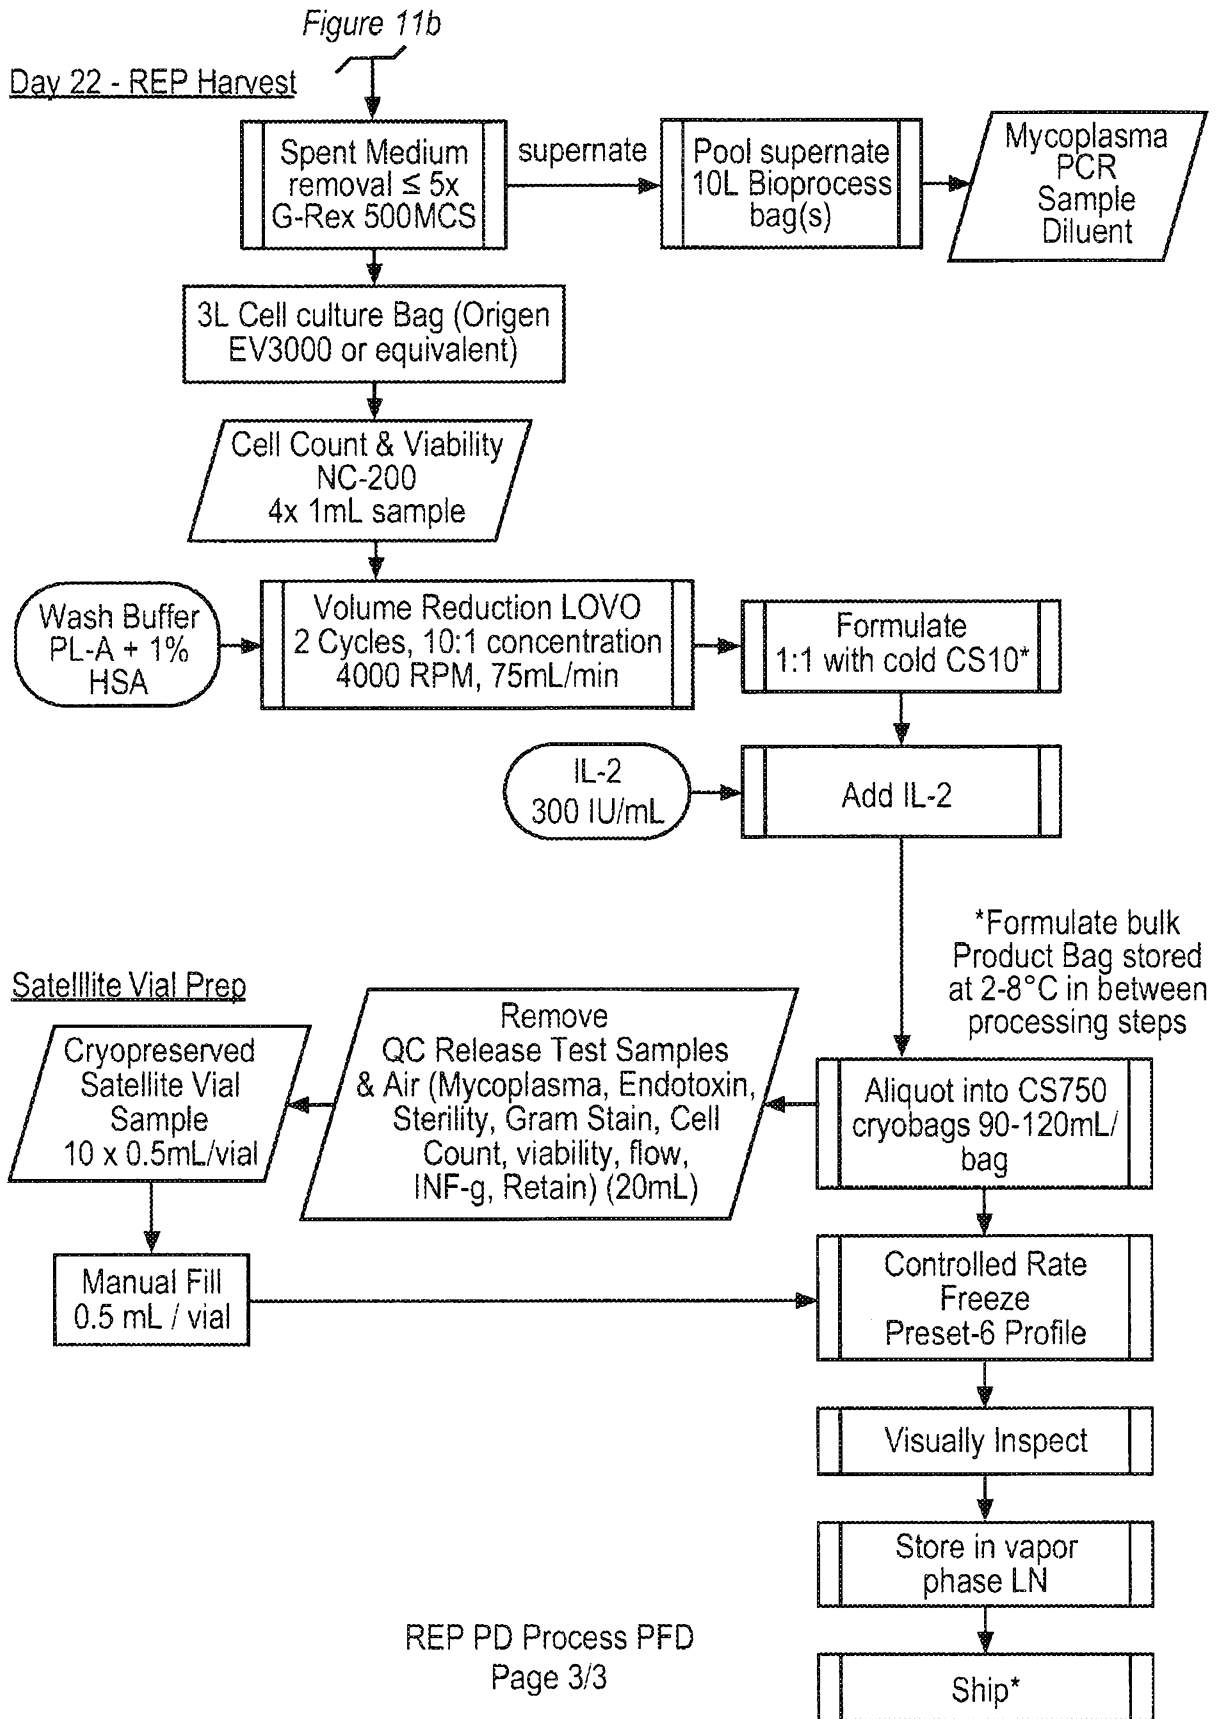 Figure 11b
Day 22 - REP Harvest
Spent Medium
removal ≤ 5x
G-Rex 500MCS
supernate
Pool supernate
10L Bioprocess
bag(s)
Mycoplasma
PCR
Sample
Diluent
3L Cell culture Bag (Origen
EV3000 or equivalent)
Cell Count & Viability
NC-200
4x 1mL sample
Wash Buffer
PL-A + 1%
HSA
Volume Reduction LOVO
2 Cycles, 10:1 concentration
4000 RPM, 75mL/min
Formulate
1:1 with cold CS10*
IL-2
300 IU/mL
Add IL-2
*Formulate bulk
Product Bag stored
at 2-8°C in between
processing steps
Satelllite Vial Prep
Cryopreserved
Satellite Vial
Sample
10 x 0.5mL/vial
Remove
QC Release Test Samples
& Air (Mycoplasma, Endotoxin,
Sterility, Gram Stain, Cell
Count, viability, flow,
INF-g, Retain) (20mL)
Aliquot into CS750
cryobags 90-120mL/
bag
Manual Fill
0.5 mL / vial
Controlled Rate
Freeze
Preset-6 Profile
Visually Inspect
Store in vapor
phase LN
REP PD Process PFD
Page 3/3
Ship*